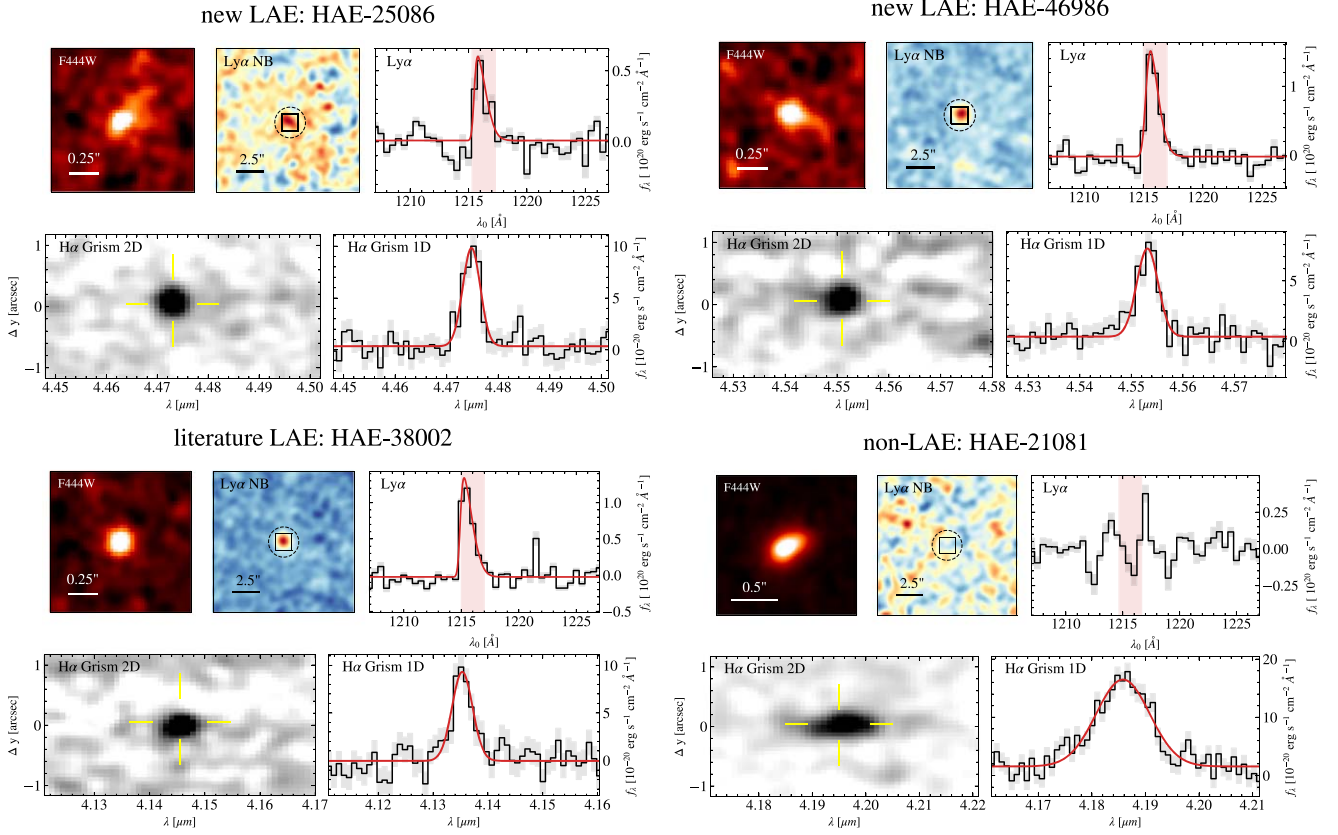 new LAE: HAE-25086
F444W
0.25"
Lyα NB
2.5"
Lyα
0.5
0.0
1210 1215 1220 1225
λ0 [Å]
fλ [ 10^20 erg s−1 cm−2 Å−1]
Hα Grism 2D
1
0
−1
Δ y [arcsec]
4.45 4.46 4.47 4.48 4.49 4.50
λ [μm]
Hα Grism 1D
10
5
0
4.45 4.46 4.47 4.48 4.49 4.50
λ [μm]
fλ [10−20 erg s−1 cm−2 Å−1]
new LAE: HAE-46986
F444W
0.25"
Lyα NB
2.5"
Lyα
1
0
1210 1215 1220 1225
λ0 [Å]
fλ [ 10^20 erg s−1 cm−2 Å−1]
Hα Grism 2D
1
0
−1
Δ y [arcsec]
4.53 4.54 4.55 4.56 4.57 4.58
λ [μm]
Hα Grism 1D
5
0
4.53 4.54 4.55 4.56 4.57
λ [μm]
fλ [10−20 erg s−1 cm−2 Å−1]
literature LAE: HAE-38002
F444W
0.25"
Lyα NB
2.5"
Lyα
1.0
0.5
0.0
−0.5
1210 1215 1220 1225
λ0 [Å]
fλ [ 10^20 erg s−1 cm−2 Å−1]
Hα Grism 2D
1
0
−1
Δ y [arcsec]
4.13 4.14 4.15 4.16 4.17
λ [μm]
Hα Grism 1D
10
5
0
4.12 4.13 4.14 4.15 4.16
λ [μm]
fλ [10−20 erg s−1 cm−2 Å−1]
non-LAE: HAE-21081
F444W
0.5"
Lyα NB
2.5"
Lyα
0.25
0.00
−0.25
1210 1215 1220 1225
λ0 [Å]
fλ [ 10^20 erg s−1 cm−2 Å−1]
Hα Grism 2D
1
0
−1
Δ y [arcsec]
4.18 4.19 4.20 4.21 4.22
λ [μm]
Hα Grism 1D
20
10
0
4.17 4.18 4.19 4.20 4.21
λ [μm]
fλ [10−20 erg s−1 cm−2 Å−1]